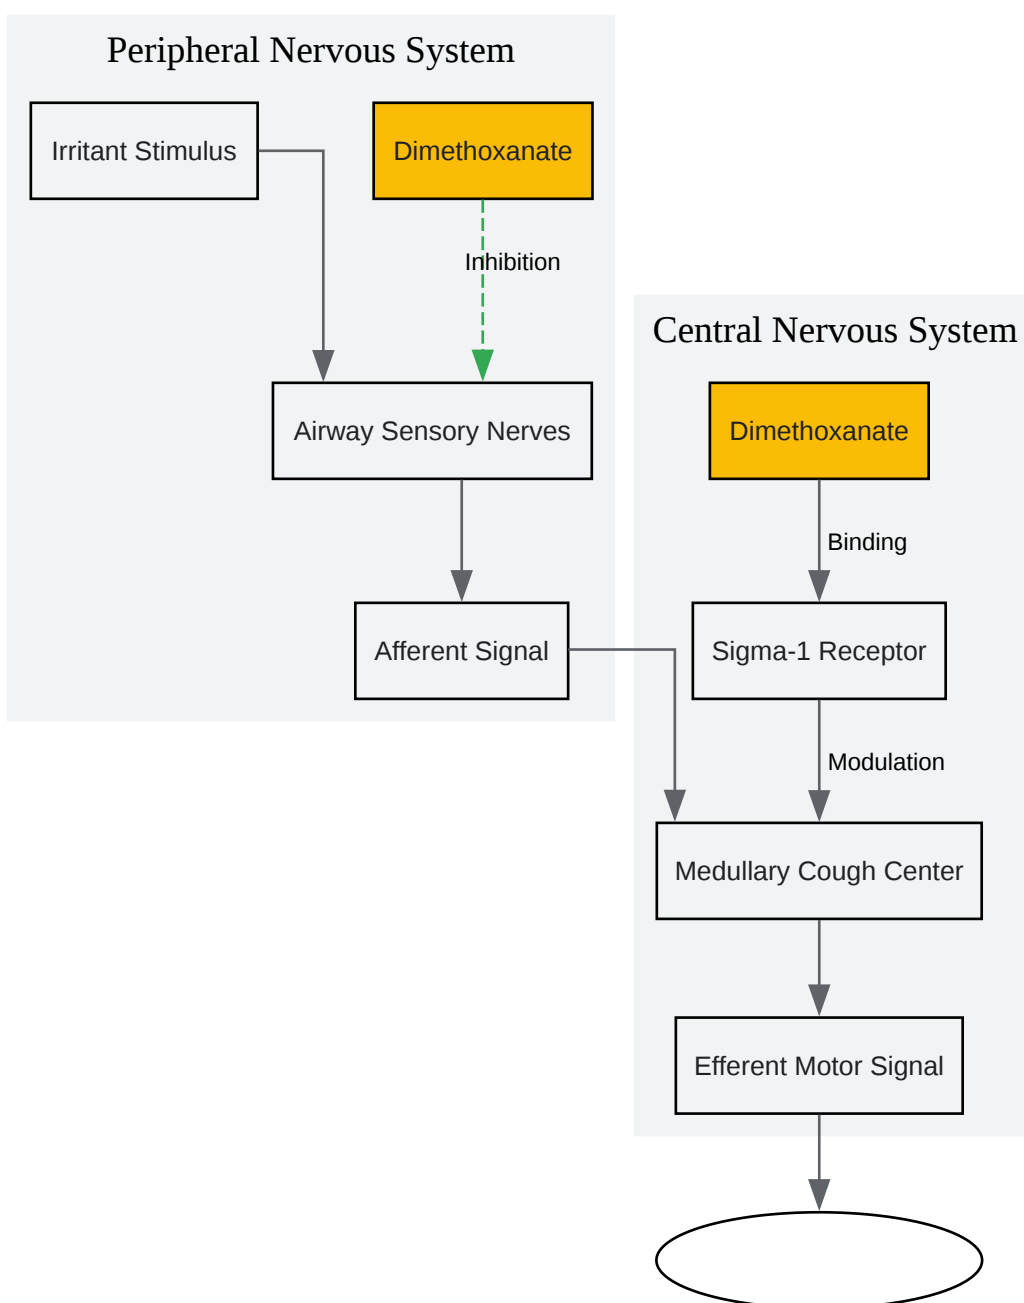 Peripheral Nervous System
Irritant Stimulus
Dimethoxanate
Inhibition
Airway Sensory Nerves
Afferent Signal
Central Nervous System
Dimethoxanate
Binding
Sigma-1 Receptor
Modulation
Medullary Cough Center
Efferent Motor Signal